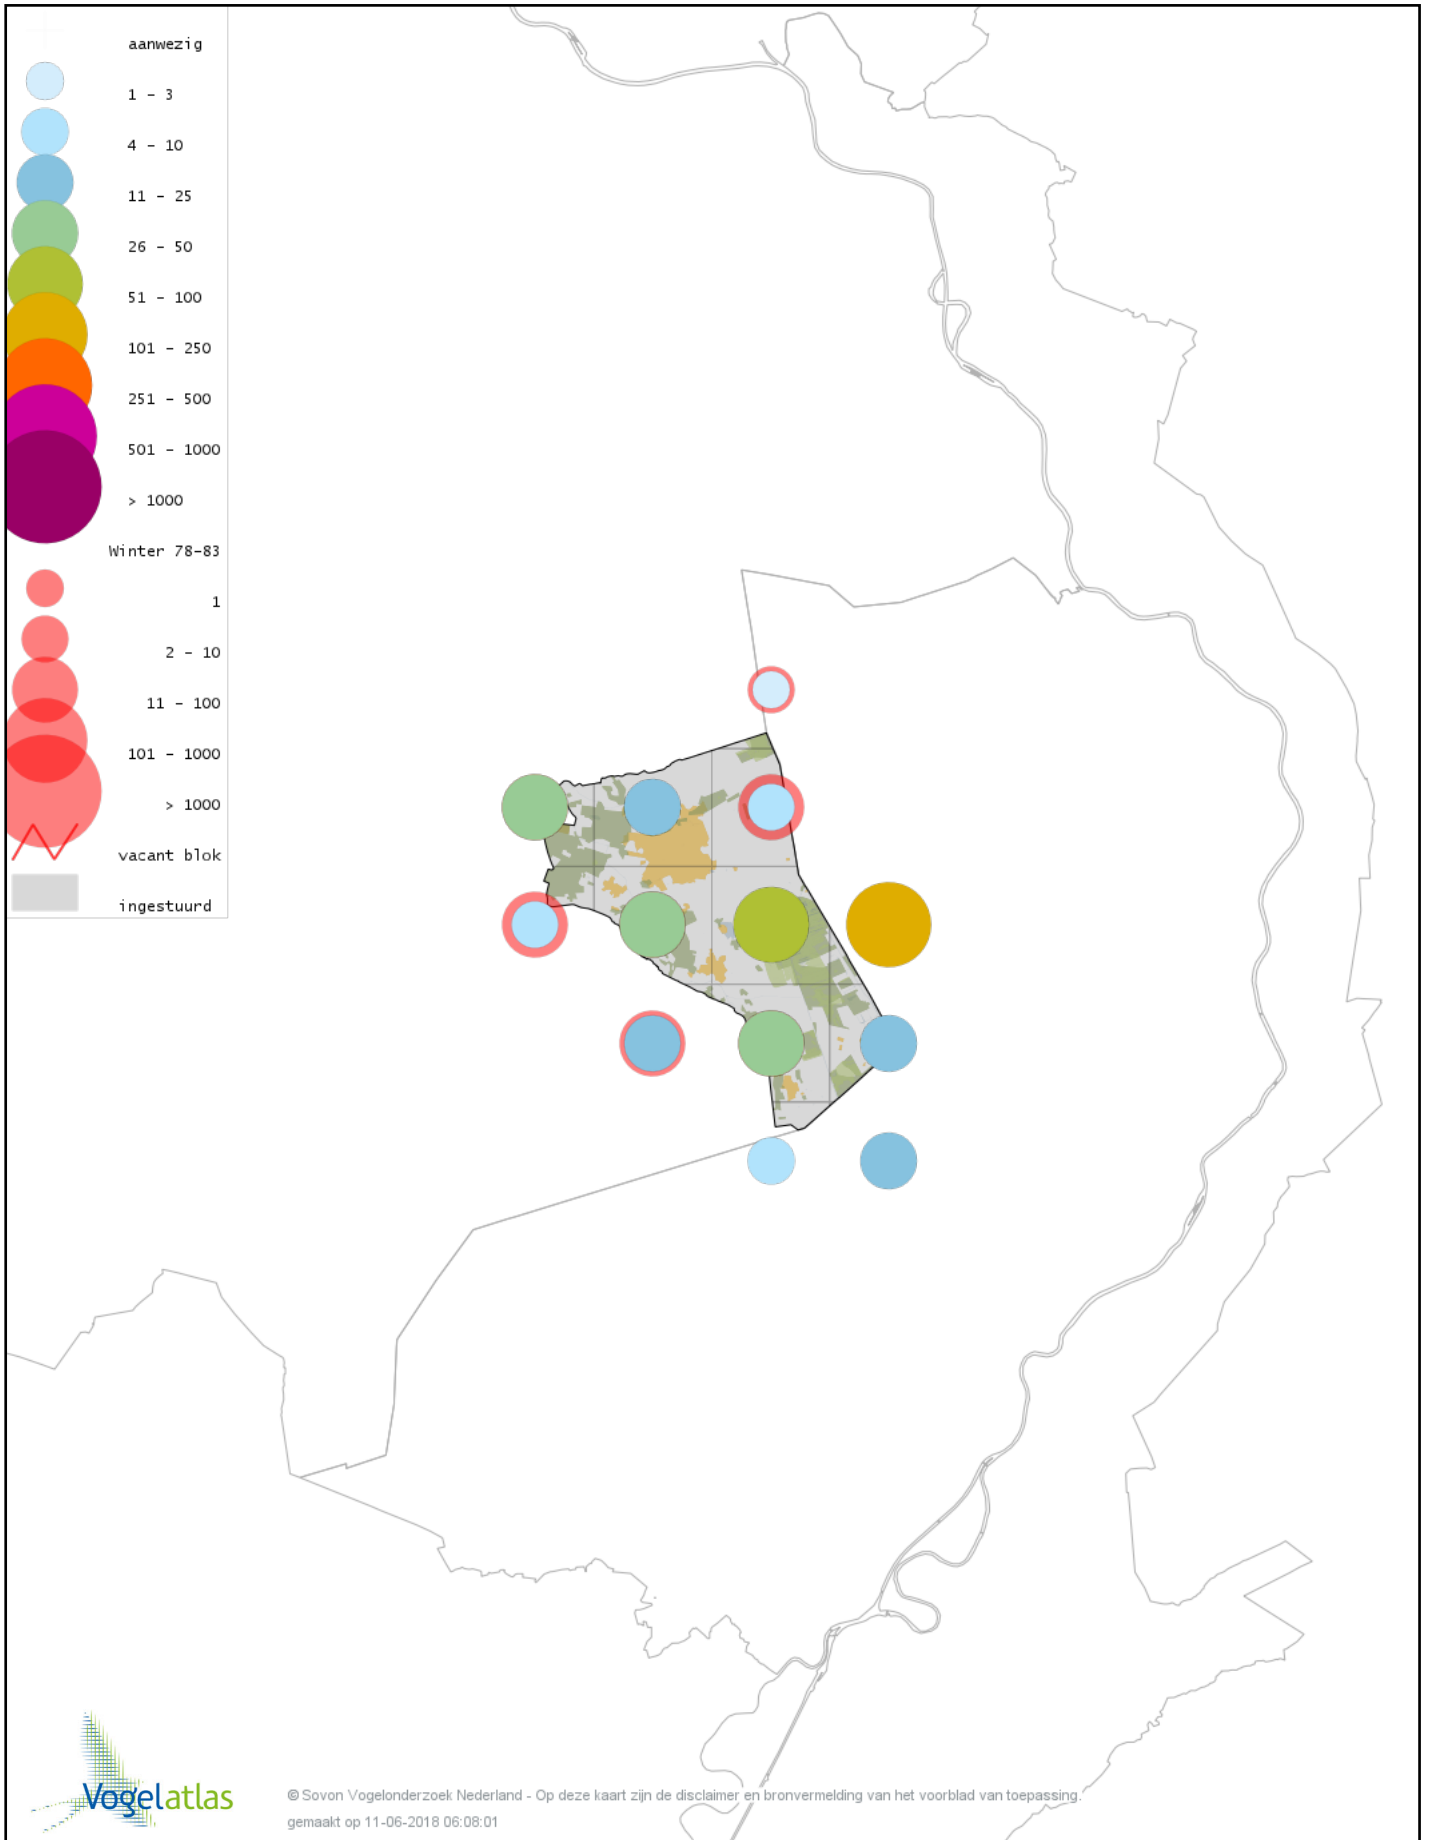 aanwezig
1 - 3
4 - 10
11 - 25
26 - 50
51 - 100
101 - 250
251 - 500
501 - 1000
> 1000
Winter 78-83
1
2 - 10
11 - 100
101 - 1000
> 1000
vacant blok
ingestuurd
Vogelatlas
© Sovon Vogelonderzoek Nederland - Op deze kaart zijn de disclaimer en bronvermelding van het voorblad van toepassing.
gemaakt op 11-06-2018 06:08:01